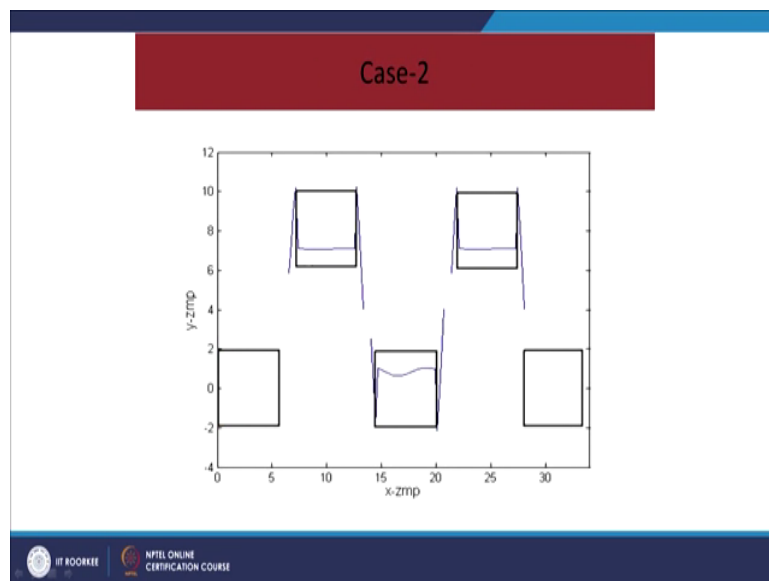 Case-2
12
10
8
6
4
2
0
-2
-4
y-zmp
0 5 10 15 20 25 30
x-zmp
IIT ROORKEE
NPTEL ONLINE
CERTIFICATION COURSE